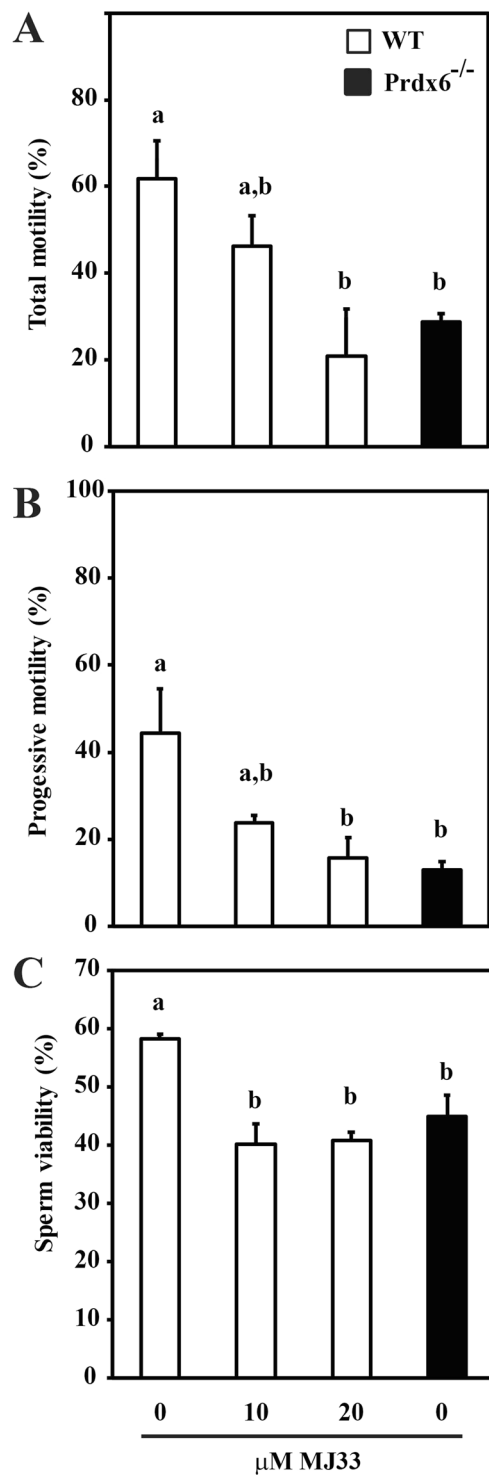 A
WT
Prdx6-/-
80
60
40
20
0
Total motility (%)
a
a,b
b
b
B
100
80
60
40
20
0
Progessive motility (%)
a
a,b
b
b
C
70
60
50
40
30
20
10
0
Sperm viability (%)
a
b
b
b
0 10 20 0
μM MJ33